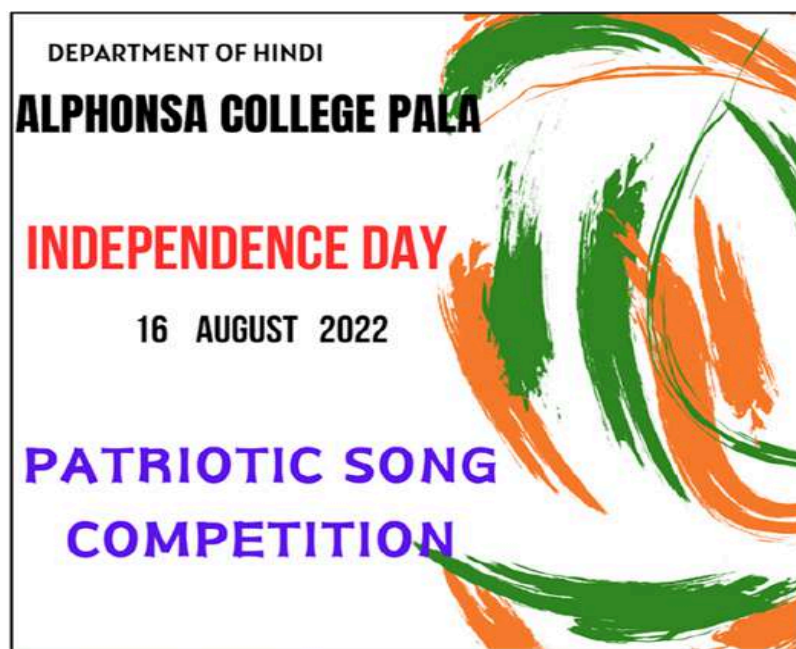 DEPARTMENT OF HINDI
ALPHONSA COLLEGE PALA
INDEPENDENCE DAY
16 AUGUST 2022
PATRIOTIC SONG
COMPETITION